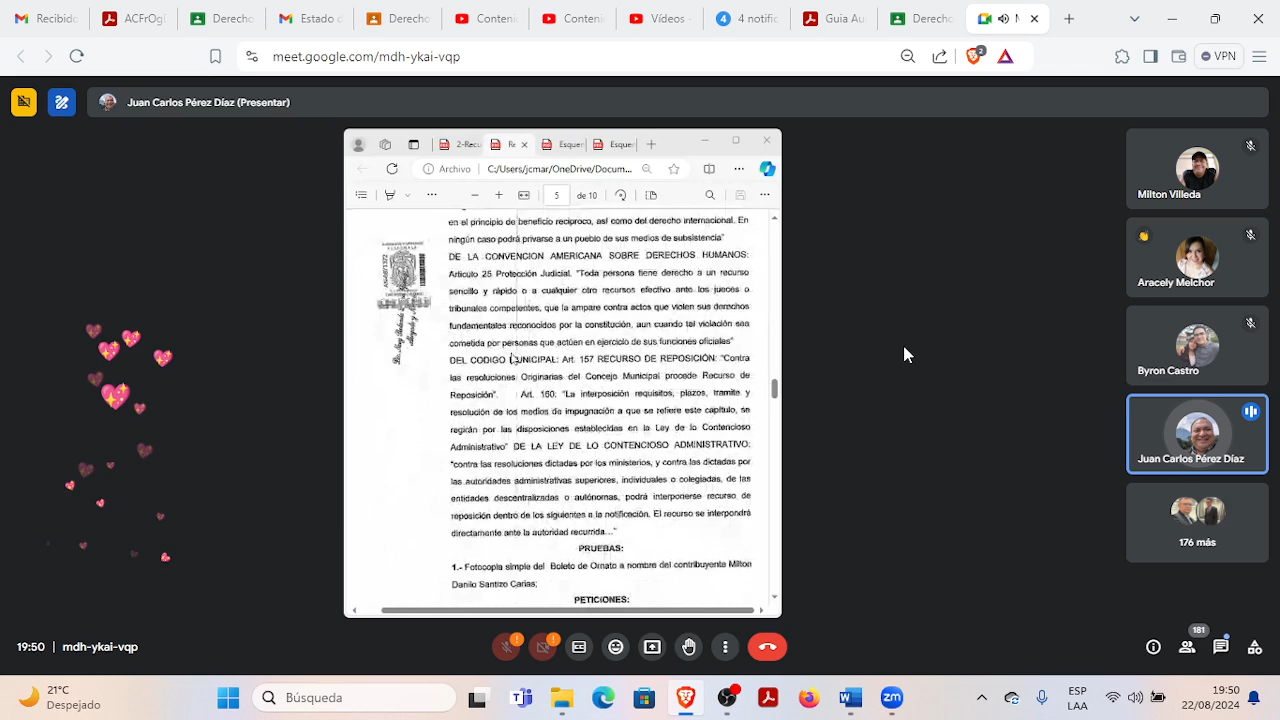 Recibido
ACFrOgl
Derecho
Estado d
Derecho
Conteni
Conteni
Vídeos -
4 notific
Guia Au
Derecho
meet.google.com/mdh-ykai-vqp
2
VPN
Juan Carlos Pérez Díaz (Presentar)
2-Recu
Re
Esquer
Esquer
Archivo C:/Users/jcmar/OneDrive/Docum...
5 de 10
en el principio de beneficio reciproco, así como del derecho internacional. En
ningún caso podrá privarse a un pueblo de sus medios de subsistencia"
DE LA CONVENCION AMERICANA SOBRE DERECHOS HUMANOS:
Articulo 25 Protección Judicial. "Toda persona tiene derecho a un recurso
sencillo y rápido o a cualquier otro recursos efectivo ante los jueces o
tribunales competentes, que la ampare contra actos que violen sus derechos
fundamentales reconocidos por la constitución, aun cuando tal violación sea
cometida por personas que actúen en ejercicio de sus funciones oficiales"
DEL CODIGO MUNICIPAL: Art. 157 RECURSO DE REPOSICIÓN: "Contra
las resoluciones Originarias del Concejo Municipal procede Recurso de
Reposición". Art. 160: "La interposición requisitos, plazos, tramite y
resolución de los medios de impugnación a que se refiere este capitulo, se
regirán por las disposiciones establecidas en la Ley de lo Contencioso
Administrativo" DE LA LEY DE LO CONTENCIOSO ADMINISTRATIVO:
"contra las resoluciones dictadas por los ministerios, y contra las dictadas por
las autoridades administrativas superiores, individuales o colegiadas, de las
entidades descentralizadas o autónomas, podrá interponerse recurso de
reposición dentro de los siguientes a la notificación. El recurso se interpondrá
directamente ante la autoridad recurrida..."
PRUEBAS:
1.- Fotocopia simple del Boleto de Ornato a nombre del contribuyente Milton
Danilo Santizo Carias;
PETICIONES:
Milton Villeda
Byron Garcia
Juan Carlos Pérez Díaz
176 más
19:50 | mdh-ykai-vqp
181
21°C
Despejado
Búsqueda
ESP
LAA
19:50
22/08/2024